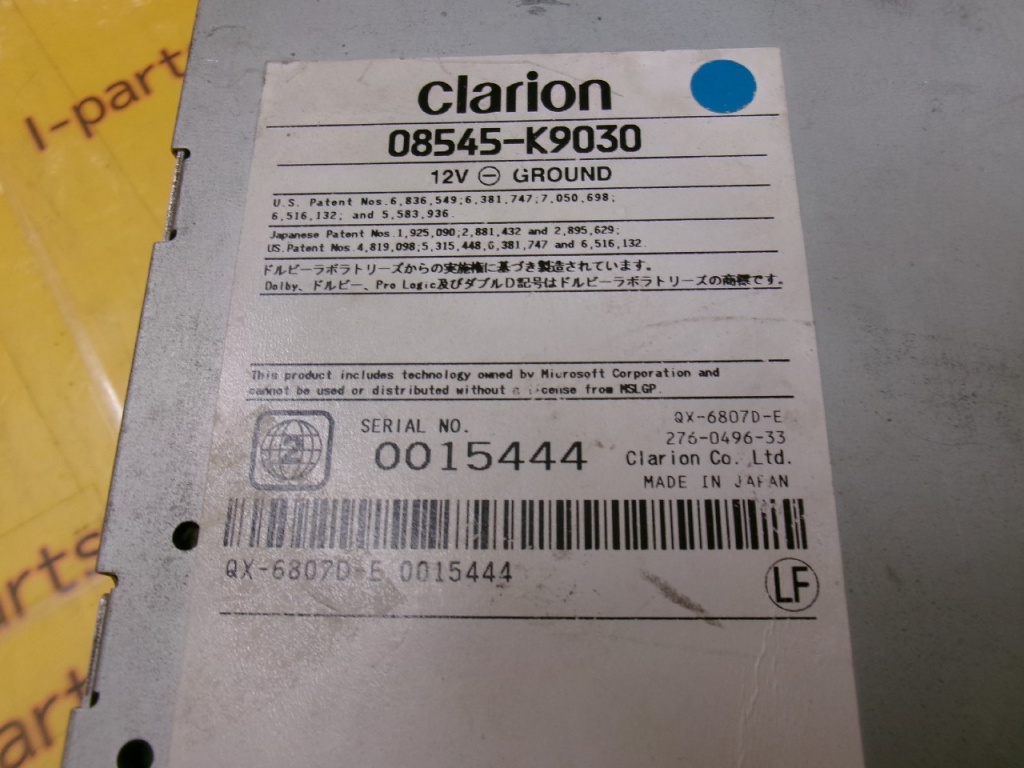 I-part
clarion
08545-K9030
12V ⊖ GROUND
U.S. Patent Nos.6,836,549;6,381,747;7,050,698;
6,516,132; and 5,583,936.
Japanese Patent Nos.1,925,090;2,881,432 and 2,895,629;
US.Patent Nos.4,819,098;5,315,448,6,381,747 and 6,516,132.
ドルビーラボラトリーズからの実施権に基づき製造されています。
Dolby、ドルビー、Pro Logic及びダブルD記号はドルビーラボラトリーズの商標です。
This product includes technology owned by Microsoft Corporation and
cannot be used or distributed without a license from MSLGP.
2
SERIAL NO.
0015444
QX-6807D-E
276-0496-33
Clarion Co., Ltd.
MADE IN JAPAN
QX-6807D-E 0015444
LF
arts
art